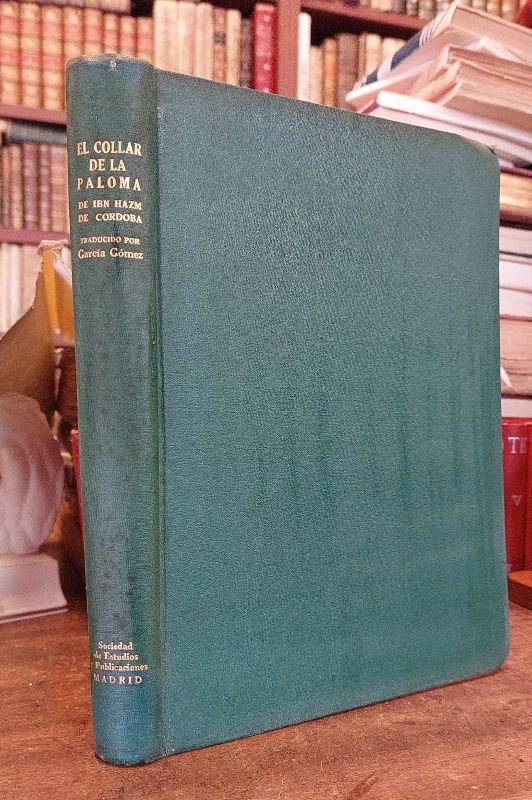 EL COLLAR
DE LA
PALOMA
DE IBN HAZM
DE CORDOBA
TRADUCIDO POR
García Gómez
Sociedad
de Estudios
y Publicaciones
MADRID